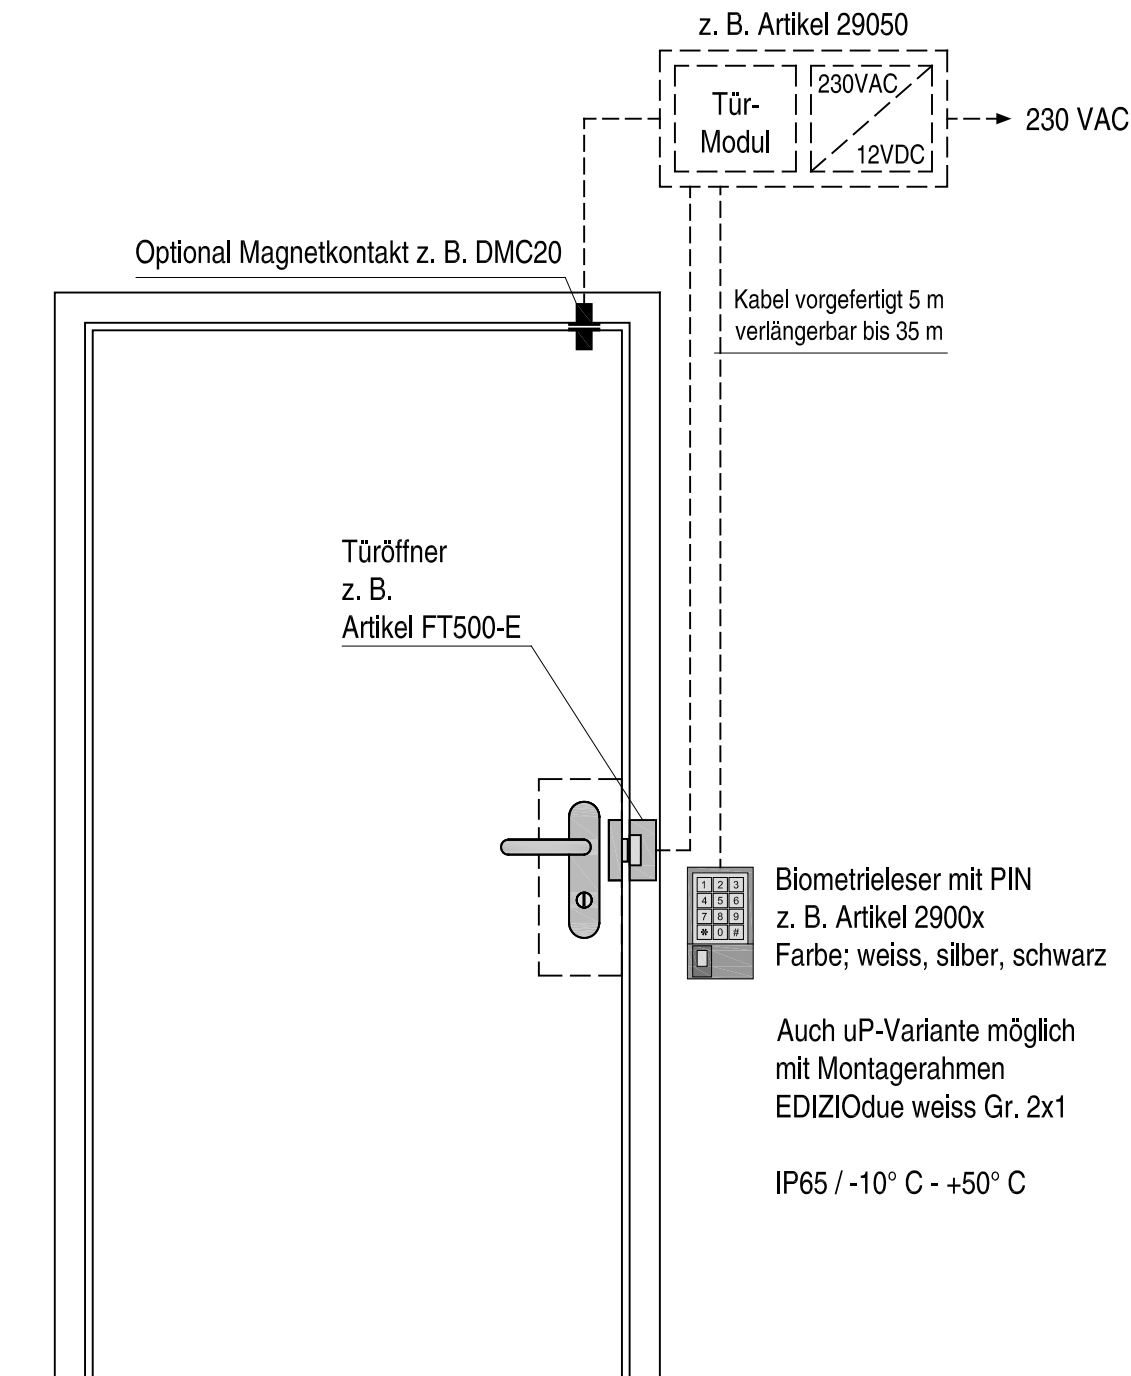 z. B. Artikel 29050
Tür-
Modul
230VAC
12VDC
230 VAC
Optional Magnetkontakt z. B. DMC20
Kabel vorgefertigt 5 m
verlängerbar bis 35 m
Türöffner
z. B.
Artikel FT500-E
1 2 3
4 5 6
7 8 9
* 0 #
Biometrieleser mit PIN
z. B. Artikel 2900x
Farbe; weiss, silber, schwarz
Auch uP-Variante möglich
mit Montagerahmen
EDIZIOdue weiss Gr. 2x1
IP65 / -10° C - +50° C